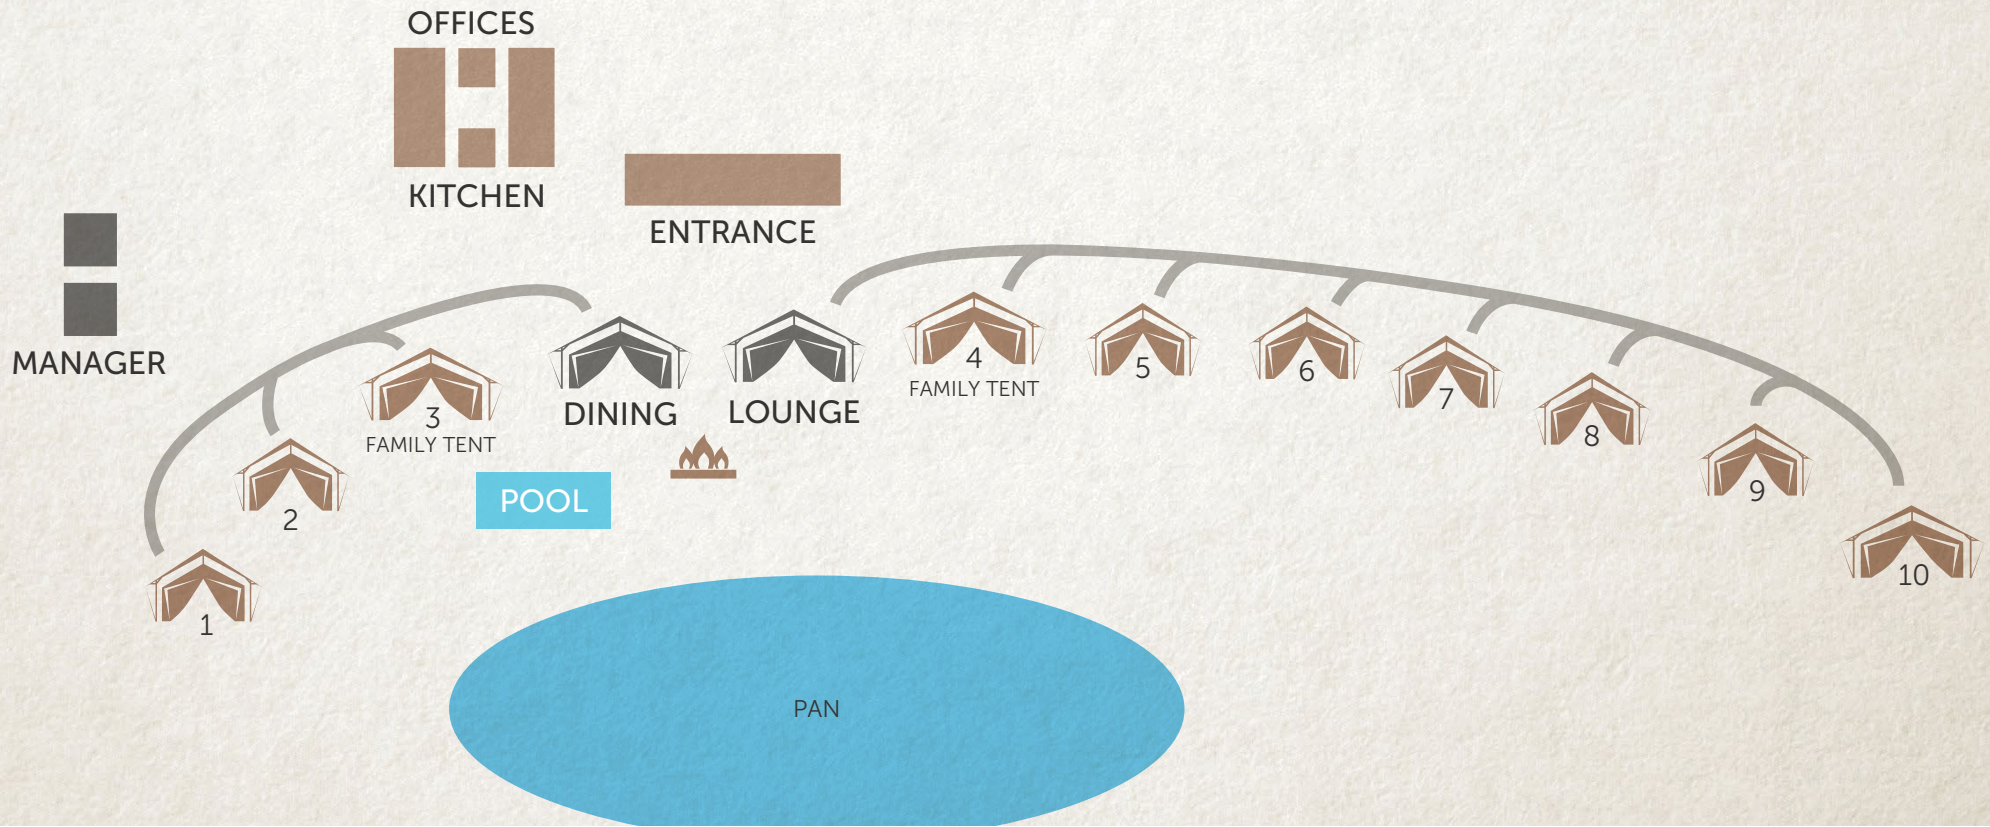 OFFICES
KITCHEN
ENTRANCE
MANAGER
DINING
LOUNGE
4
FAMILY TENT
5
6
7
8
9
10
3
FAMILY TENT
2
1
POOL
PAN